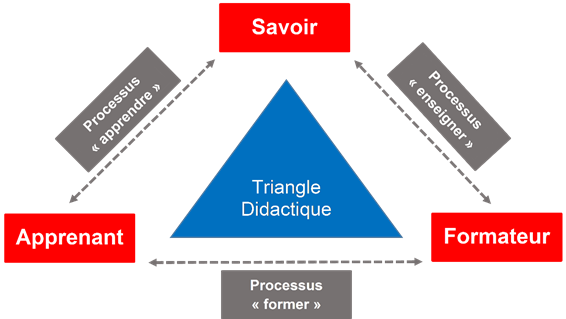 Savoir
Processus
« apprendre »
Processus
« enseigner »
Triangle
Didactique
Apprenant
Formateur
Processus
« former »